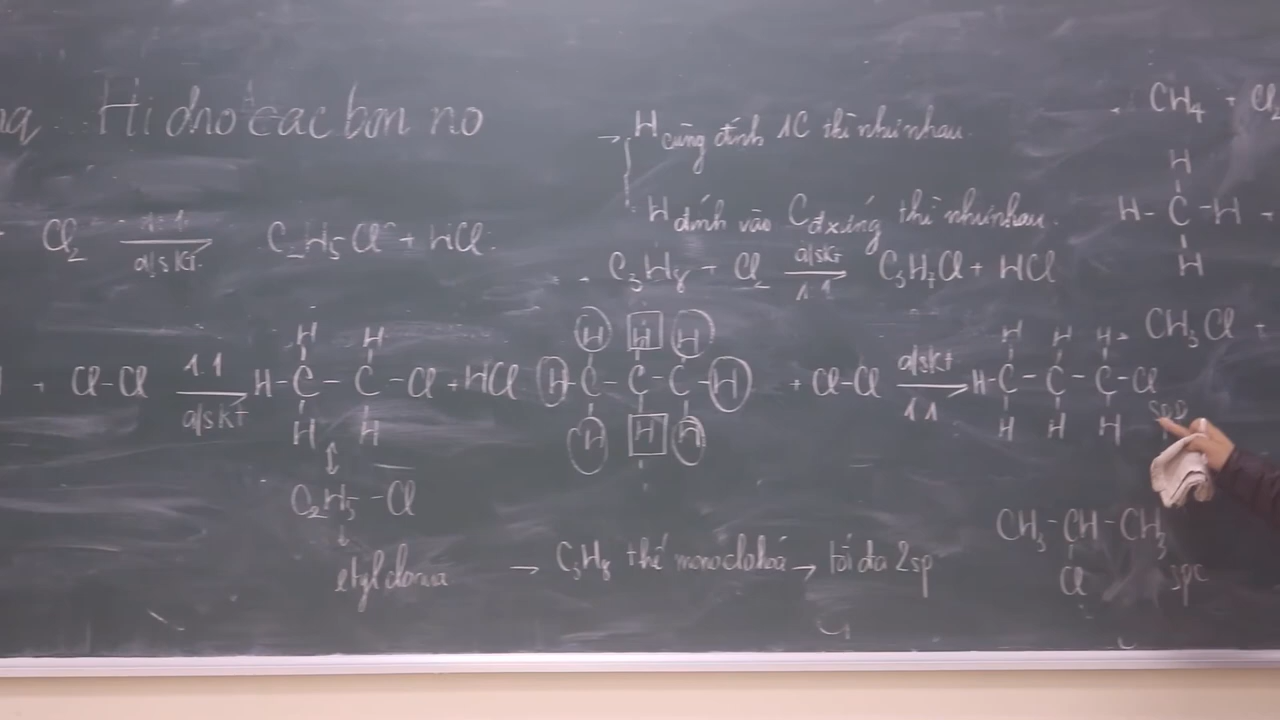 Hiđrocacbon no
→ H cùng đính 1C thì như nhau
H đính vào C đxứng thì như nhau
CH4 + Cl2
H
H-C-H
H
Cl2 1:1 as/kt C2H5Cl + HCl
C3H8 + Cl2 as/kt 1:1 C3H7Cl + HCl
CH3Cl +
H H
+ Cl-Cl 1:1 as/kt H-C-C-Cl + HCl
H H
↕
C2H5-Cl
↓
etyl clorua
H H H
H-C-C-C-H + Cl-Cl as/kt 1:1
H H H
H H H
H-C-C-C-Cl
H H H
spp
CH3-CH-CH3
Cl spc
→ C3H8 thế monoclo hoá → tối đa 2sp